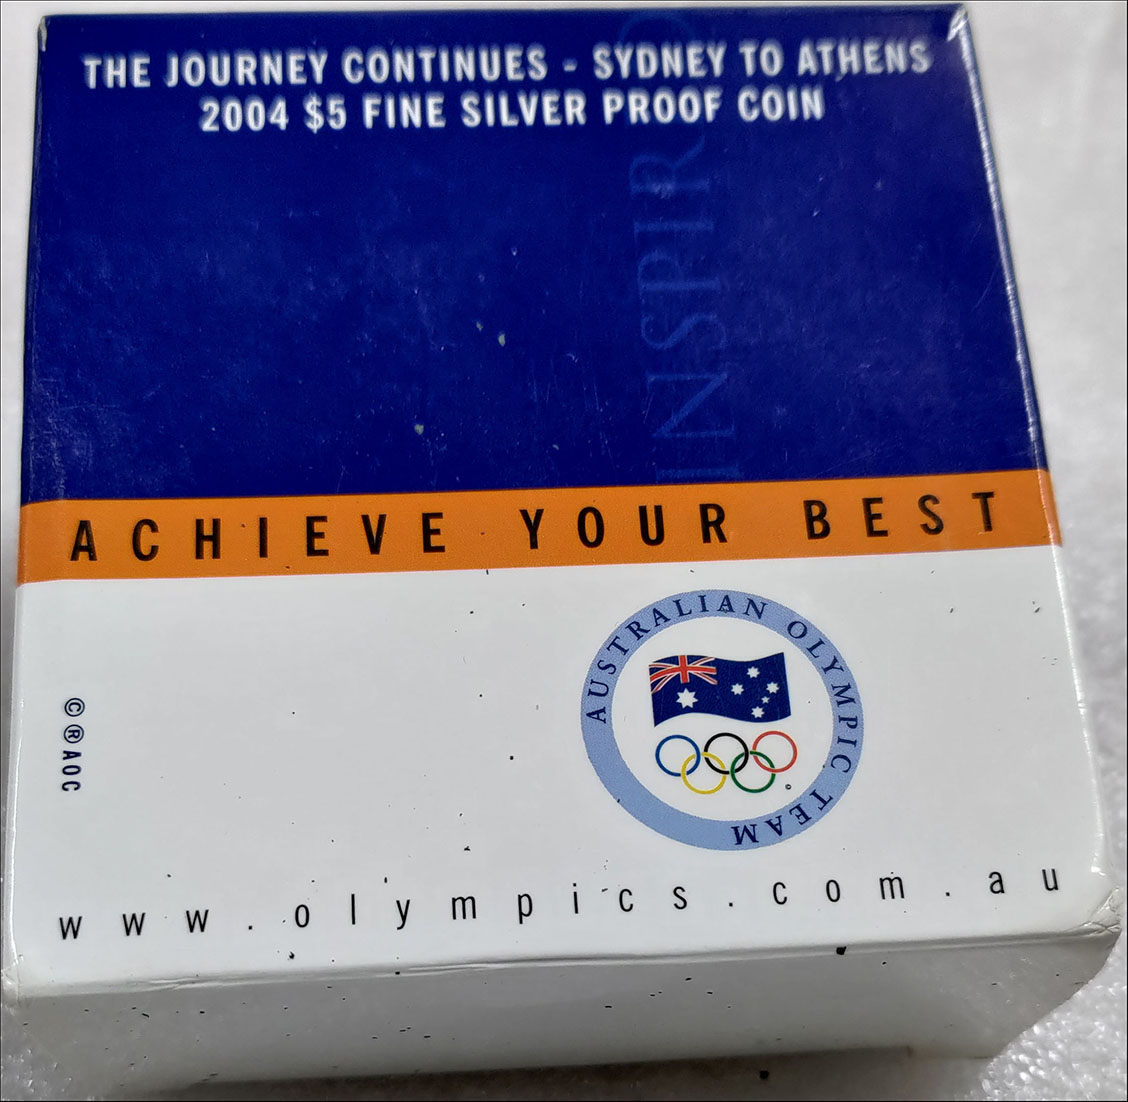 THE JOURNEY CONTINUES - SYDNEY TO ATHENS
2004 $5 FINE SILVER PROOF COIN
INSPIR
ACHIEVE YOUR BEST
AUSTRALIAN OLYMPIC TEAM
©®AOC
www.olympics.com.au